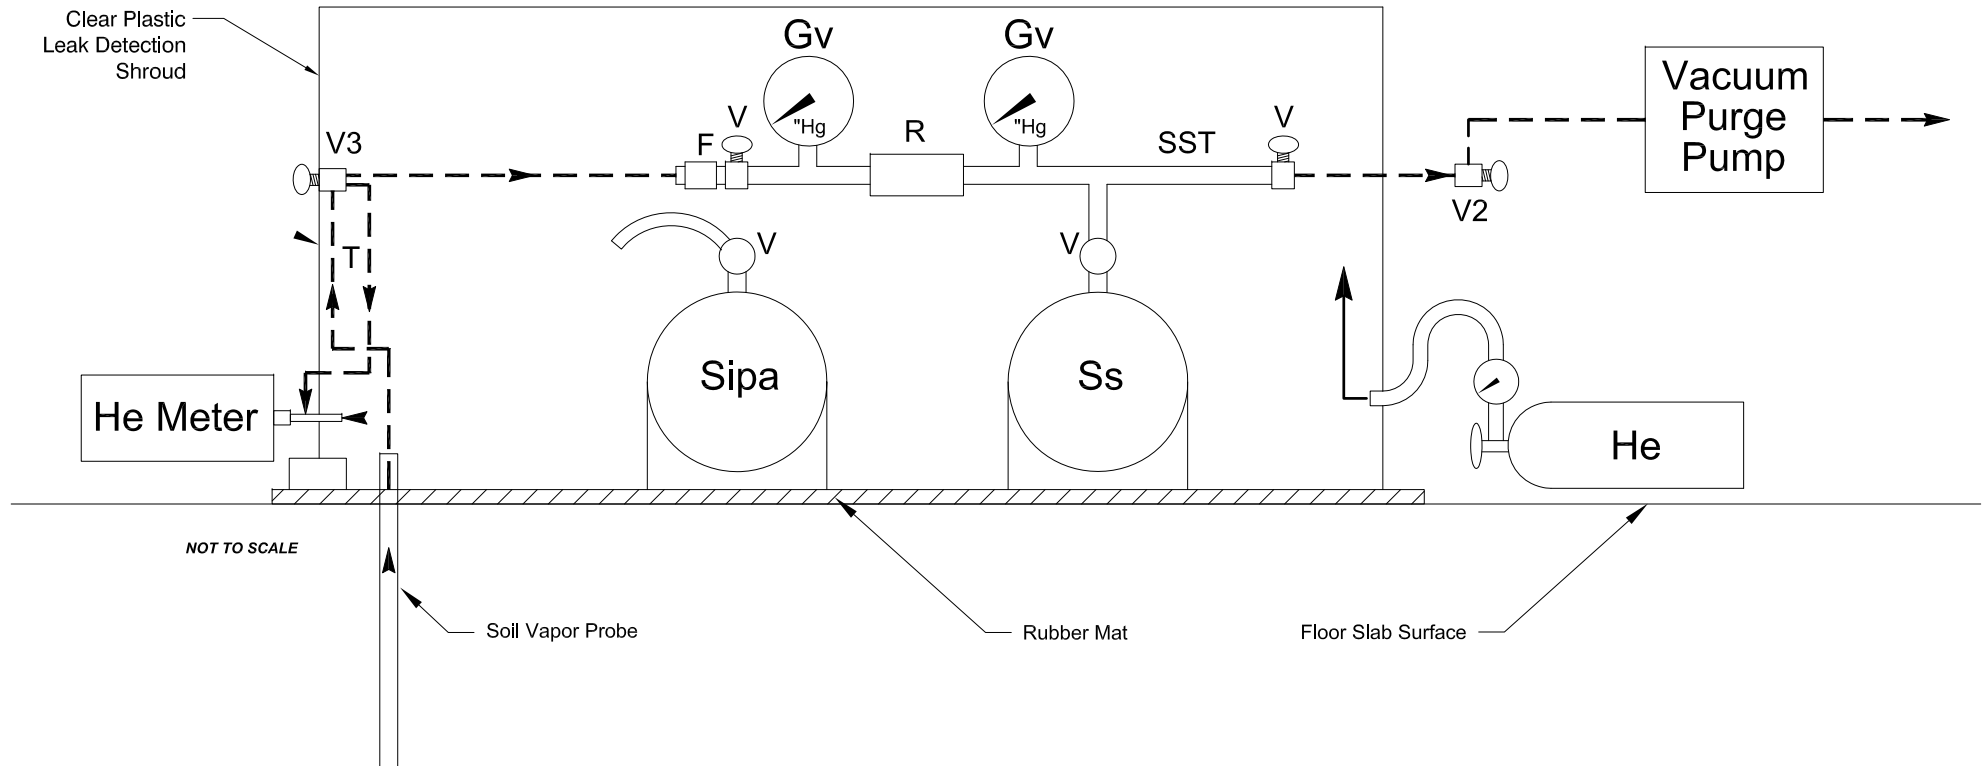 Clear Plastic
Leak Detection
Shroud
Gv
Gv
Vacuum
Purge
Pump
V
V
"Hg
"Hg
F
R
SST
V3
V2
T
V
V
Sipa
Ss
He Meter
He
NOT TO SCALE
Soil Vapor Probe
Rubber Mat
Floor Slab Surface